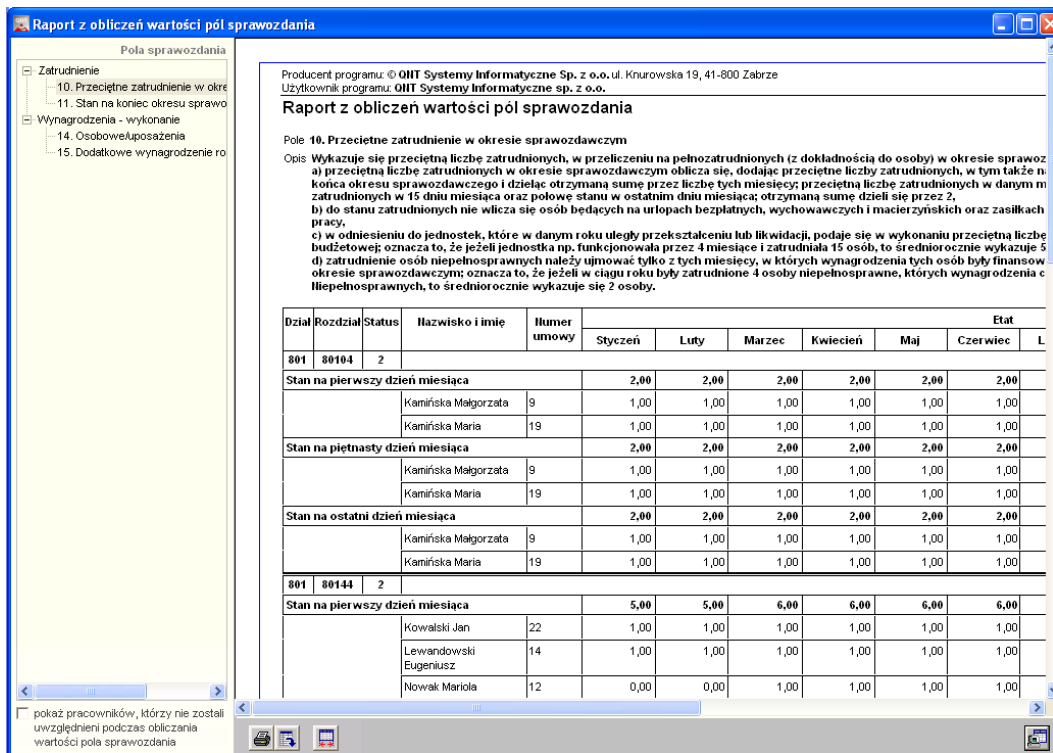 Raport z obliczeń wartości pól sprawozdania
Pola sprawozdania
Zatrudnienie
10. Przeciętne zatrudnienie w okre
11. Stan na koniec okresu sprawo
Wynagrodzenia - wykonanie
14. Osobowe/uposażenia
15. Dodatkowe wynagrodzenie ro
pokaż pracowników, którzy nie zostali
uwzględnieni podczas obliczania
wartości pola sprawozdania
Producent programu: © QNT Systemy Informatyczne Sp. z o.o. ul. Knurowska 19, 41-800 Zabrze
Użytkownik programu: QNT Systemy Informatyczne sp. z o.o.
Raport z obliczeń wartości pól sprawozdania
Pole 10. Przeciętne zatrudnienie w okresie sprawozdawczym
Opis Wykazuje się przeciętną liczbę zatrudnionych, w przeliczeniu na pełnozatrudnionych (z dokładnością do osoby) w okresie sprawoz
a) przeciętną liczbę zatrudnionych w okresie sprawozdawczym oblicza się, dodając przeciętne liczby zatrudnionych, w tym także na
końca okresu sprawozdawczego i dzieląc otrzymaną sumę przez liczbę tych miesięcy; przeciętną liczbę zatrudnionych w danym m
zatrudnionych w 15 dniu miesiąca oraz połowę stanu w ostatnim dniu miesiąca; otrzymaną sumę dzieli się przez 2,
b) do stanu zatrudnionych nie wlicza się osób będących na urlopach bezpłatnych, wychowawczych i macierzyńskich oraz zasiłkach
pracy,
c) w odniesieniu do jednostek, które w danym roku uległy przekształceniu lub likwidacji, podaje się w wykonaniu przeciętną liczbę
budżetowej; oznacza to, że jeżeli jednostka np. funkcjonowała przez 4 miesiące i zatrudniała 15 osób, to średniorocznie wykazuje 5
d) zatrudnienie osób niepełnosprawnych należy ujmować tylko z tych miesięcy, w których wynagrodzenia tych osób były finansow
okresie sprawozdawczym; oznacza to, że jeżeli w ciągu roku były zatrudnione 4 osoby niepełnosprawne, których wynagrodzenia c
Niepełnosprawnych, to średniorocznie wykazuje się 2 osoby.
Dział Rozdział Status Nazwisko i imię Numer umowy Etat
Styczeń Luty Marzec Kwiecień Maj Czerwiec L
801 80104 2
Stan na pierwszy dzień miesiąca 2,00 2,00 2,00 2,00 2,00 2,00
Kamińska Małgorzata 9 1,00 1,00 1,00 1,00 1,00 1,00
Kamińska Maria 19 1,00 1,00 1,00 1,00 1,00 1,00
Stan na piętnasty dzień miesiąca 2,00 2,00 2,00 2,00 2,00 2,00
Kamińska Małgorzata 9 1,00 1,00 1,00 1,00 1,00 1,00
Kamińska Maria 19 1,00 1,00 1,00 1,00 1,00 1,00
Stan na ostatni dzień miesiąca 2,00 2,00 2,00 2,00 2,00 2,00
Kamińska Małgorzata 9 1,00 1,00 1,00 1,00 1,00 1,00
Kamińska Maria 19 1,00 1,00 1,00 1,00 1,00 1,00
801 80144 2
Stan na pierwszy dzień miesiąca 5,00 5,00 6,00 6,00 6,00 6,00
Kowalski Jan 22 1,00 1,00 1,00 1,00 1,00 1,00
Lewandowski Eugeniusz 14 1,00 1,00 1,00 1,00 1,00 1,00
Nowak Mariola 12 0,00 0,00 1,00 1,00 1,00 1,00